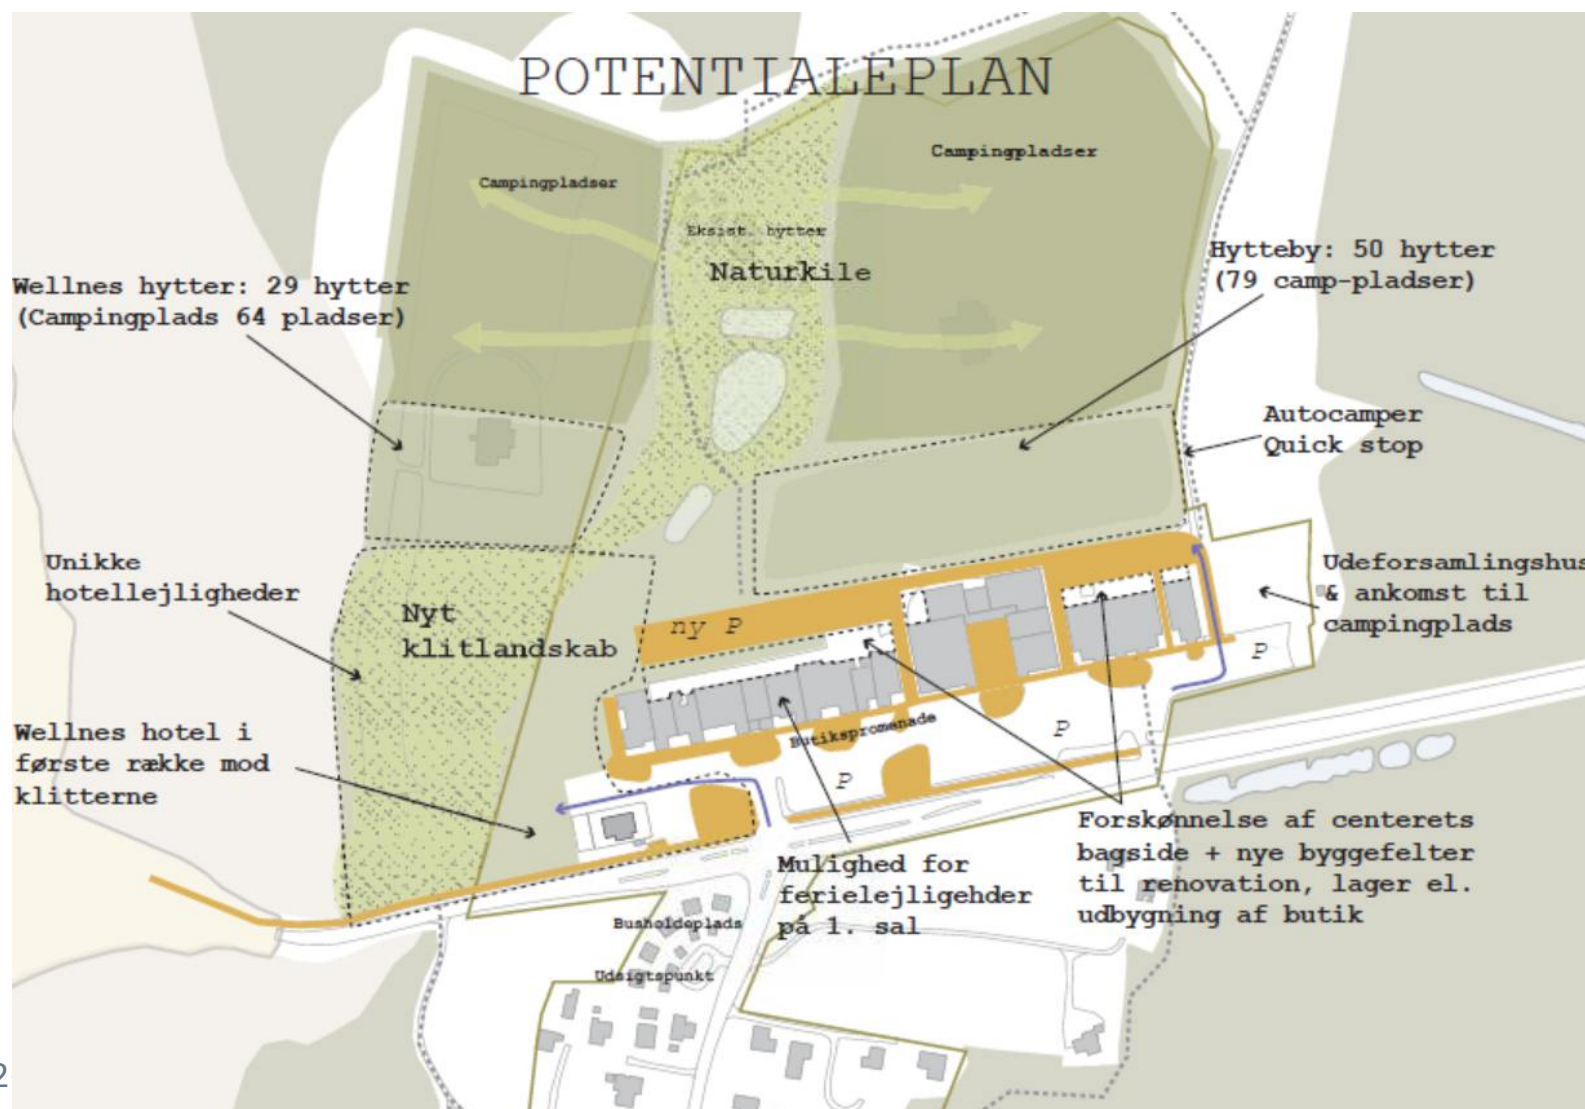 POTENTIALEPLAN
Campingpladser
Campingpladser
Eksist. hytter
Naturkile
Hytteby: 50 hytter
(79 camp-pladser)
Wellnes hytter: 29 hytter
(Campingplads 64 pladser)
Autocamper
Quick stop
Unikke
hotellejligheder
Nyt
klitlandskab
ny P
Udeforsamlingshus
& ankomst til
campingplads
P
Wellnes hotel i
første række mod
klitterne
Butikspromenade
P
P
Mulighed for
ferielejligehder
på 1. sal
Forskønnelse af centerets
bagside + nye byggefelter
til renovation, lager el.
udbygning af butik
Busholdeplads
Udsigtspunkt
2